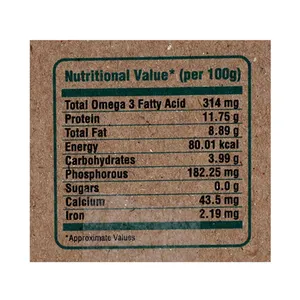 Nutritional Value* (per 100g)
Total Omega 3 Fatty Acid 314 mg
Protein 11.75 g
Total Fat 8.89 g
Energy 80.01 kcal
Carbohydrates 3.99 g
Phosphorous 182.25 mg
Sugars 0.0 g
Calcium 43.5 mg
Iron 2.19 mg
*Approximate Values